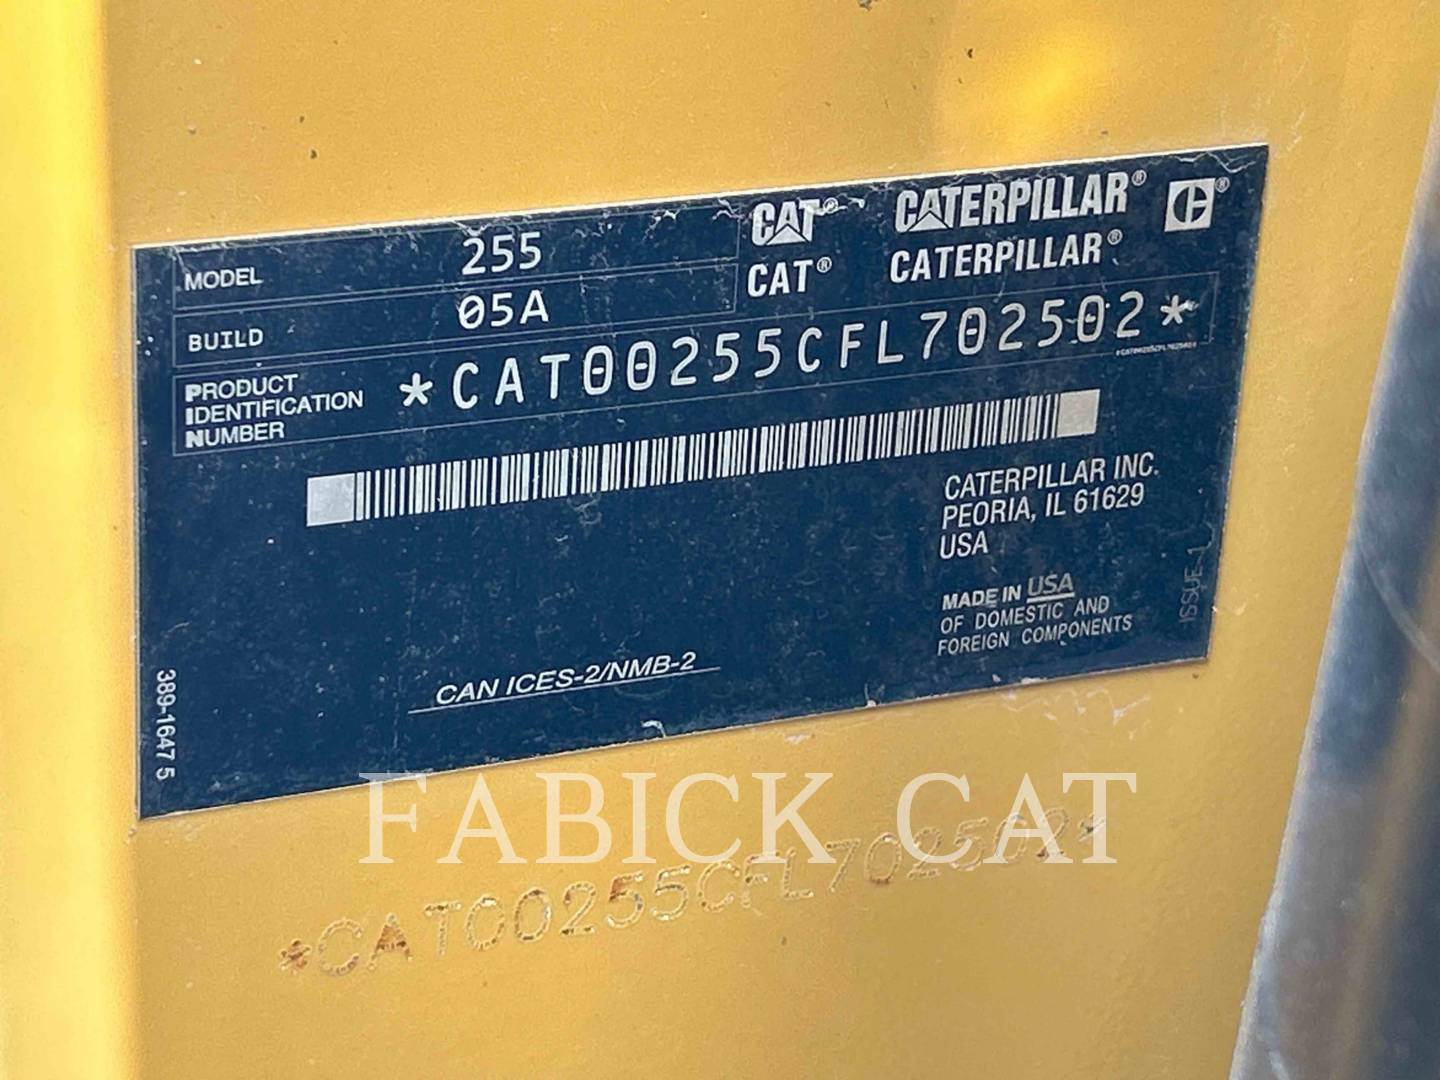 CAT® CATERPILLAR® C®
MODEL 255
CAT® CATERPILLAR®
BUILD 05A
PRODUCT IDENTIFICATION NUMBER *CAT00255CFL702502*
CATERPILLAR INC.
PEORIA, IL 61629
USA
MADE IN USA
OF DOMESTIC AND
FOREIGN COMPONENTS
ISSUE-1
CAN ICES-2/NMB-2
389-1647 5
FABICK CAT
*CAT00255CFL702502*